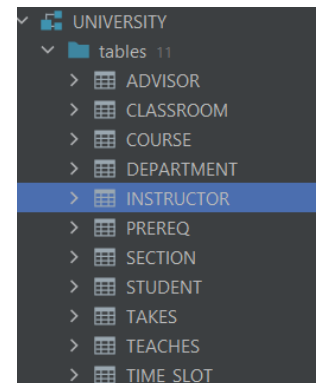 UNIVERSITY
tables 11
ADVISOR
CLASSROOM
COURSE
DEPARTMENT
INSTRUCTOR
PREREQ
SECTION
STUDENT
TAKES
TEACHES
TIME_SLOT